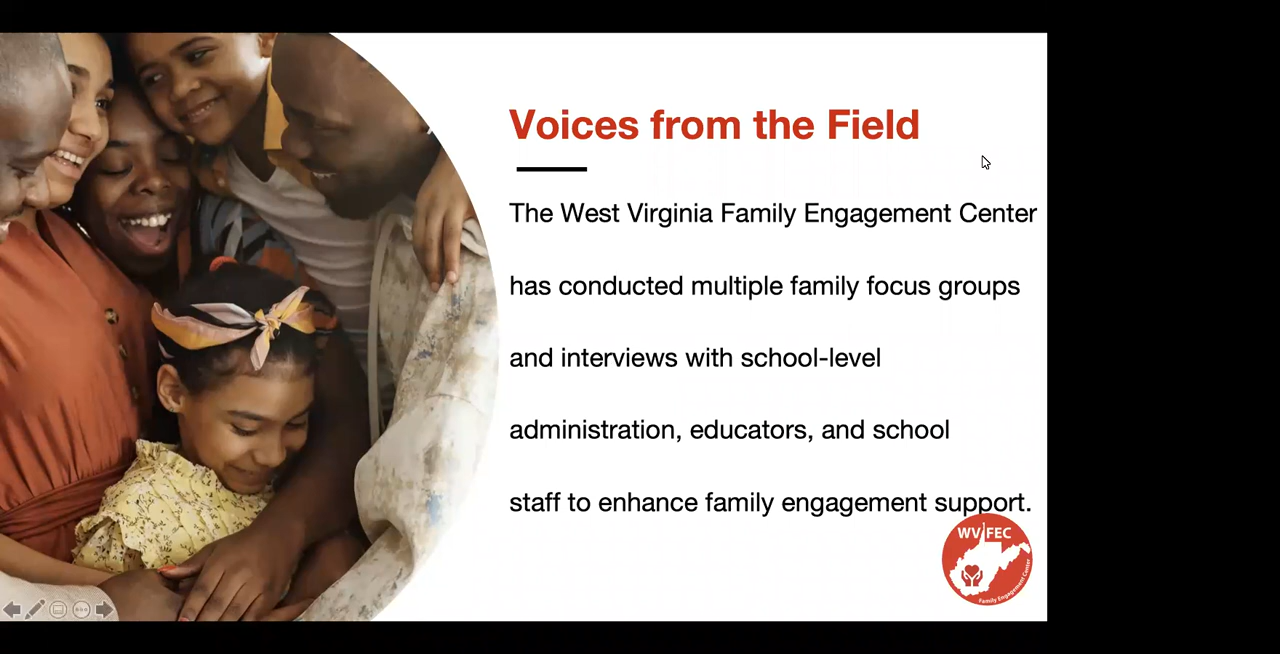 Voices from the Field
The West Virginia Family Engagement Center
has conducted multiple family focus groups
and interviews with school-level
administration, educators, and school
staff to enhance family engagement support.
WV FEC
Family Engagement Center